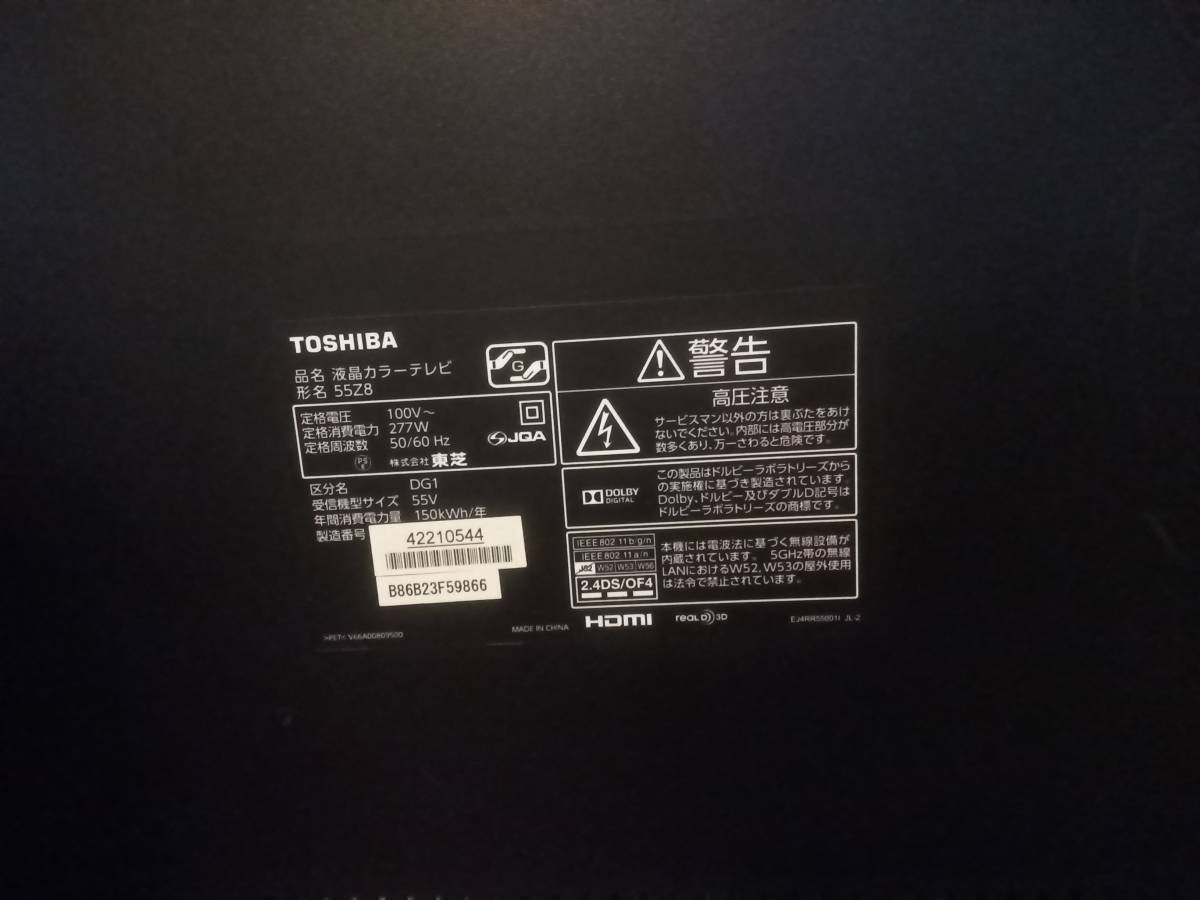 TOSHIBA
品名 液晶カラーテレビ
形名 55Z8
G
定格電圧 100V～
定格消費電力 277W
定格周波数 50/60 Hz
JQA
PS
E
株式会社 東芝
区分名 DG1
受信機型サイズ 55V
年間消費電力量 150kWh/年
製造番号
42210544
B86B23F59866
警告
高圧注意
サービスマン以外の方は裏ぶたをあけ
ないでください。内部には高電圧部分が
数多くあり、万一さわると危険です。
DOLBY
DIGITAL
この製品はドルビーラボラトリーズから
の実施権に基づき製造されています。
Dolby、ドルビー及びダブルD記号は
ドルビーラボラトリーズの商標です。
IEEE802.11b/g/n
IEEE802.11a/n
J52 W52 W53 W56
2.4DS/OF4
本機には電波法に基づく無線設備が
内蔵されています。 5GHz帯の無線
LANにおけるW52、W53の屋外使用
は法令で禁止されています。
>PET< V66A00809500
MADE IN CHINA
HDMI
REAL D 3D
EJ4RR55001I JL-2